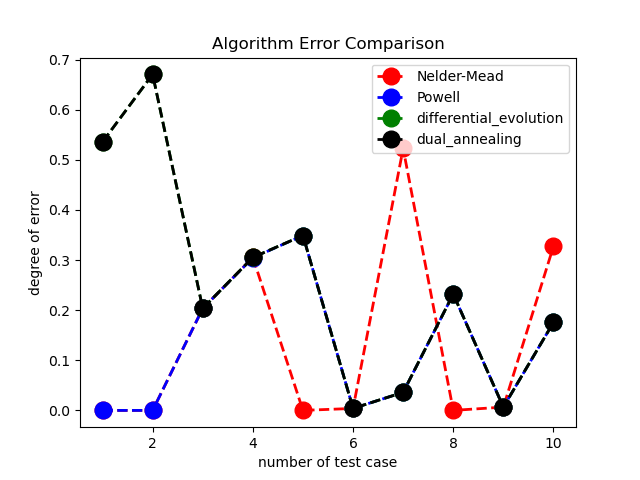 Algorithm Error Comparison
Nelder-Mead
Powell
differential_evolution
dual_annealing
degree of error
0.7
0.6
0.5
0.4
0.3
0.2
0.1
0.0
2 4 6 8 10
number of test case